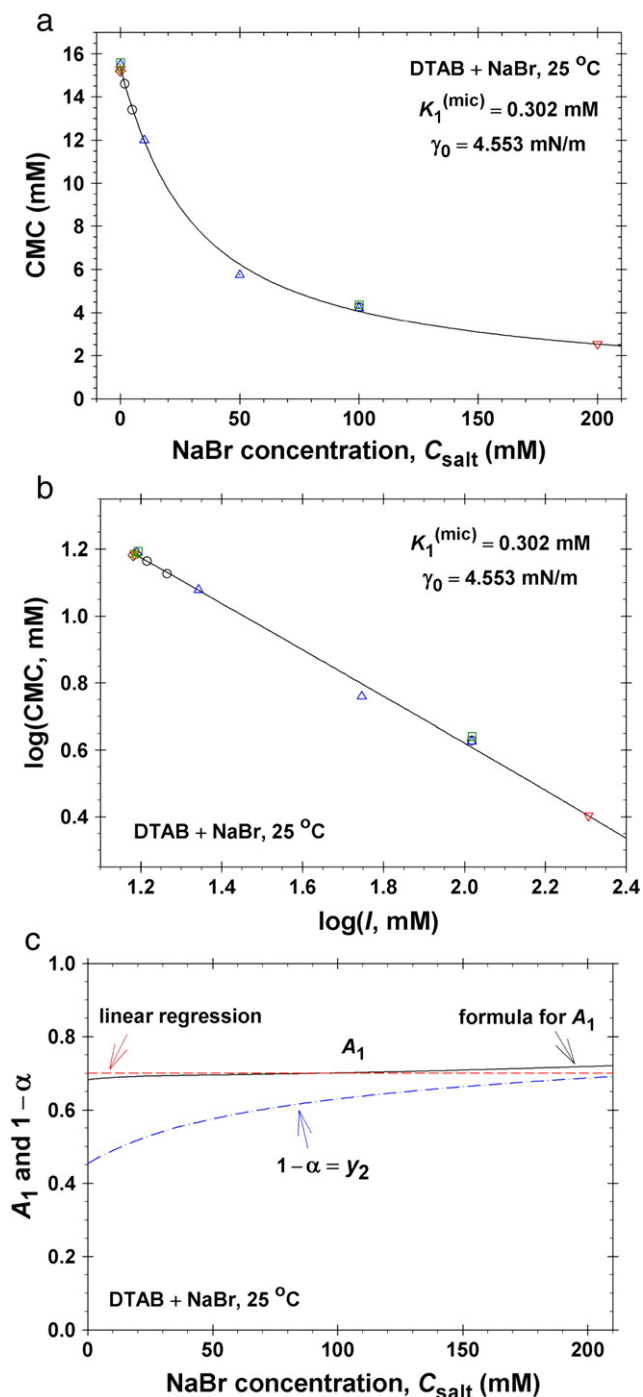 a
16
14
12
10
8
6
4
2
0
CMC (mM)
DTAB + NaBr, 25 °C
K₁⁽ᵐⁱᶜ⁾ = 0.302 mM
γ₀ = 4.553 mN/m
0 50 100 150 200
NaBr concentration, C_salt (mM)
b
1.2
1.0
0.8
0.6
0.4
log(CMC, mM)
K₁⁽ᵐⁱᶜ⁾ = 0.302 mM
γ₀ = 4.553 mN/m
DTAB + NaBr, 25 °C
1.2 1.4 1.6 1.8 2.0 2.2 2.4
log(I, mM)
c
1.0
0.8
0.6
0.4
0.2
0.0
A₁ and 1−α
linear regression
formula for A₁
A₁
1−α = y₂
DTAB + NaBr, 25 °C
0 50 100 150 200
NaBr concentration, C_salt (mM)